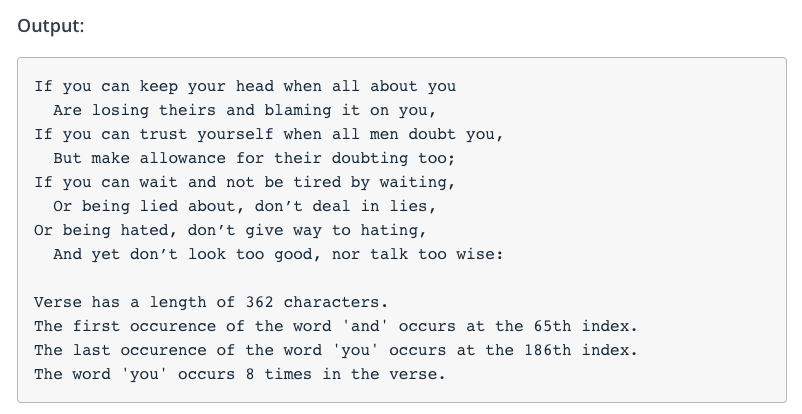 Output:
If you can keep your head when all about you
  Are losing theirs and blaming it on you,
If you can trust yourself when all men doubt you,
  But make allowance for their doubting too;
If you can wait and not be tired by waiting,
  Or being lied about, don’t deal in lies,
Or being hated, don’t give way to hating,
  And yet don’t look too good, nor talk too wise:

Verse has a length of 362 characters.
The first occurence of the word 'and' occurs at the 65th index.
The last occurence of the word 'you' occurs at the 186th index.
The word 'you' occurs 8 times in the verse.